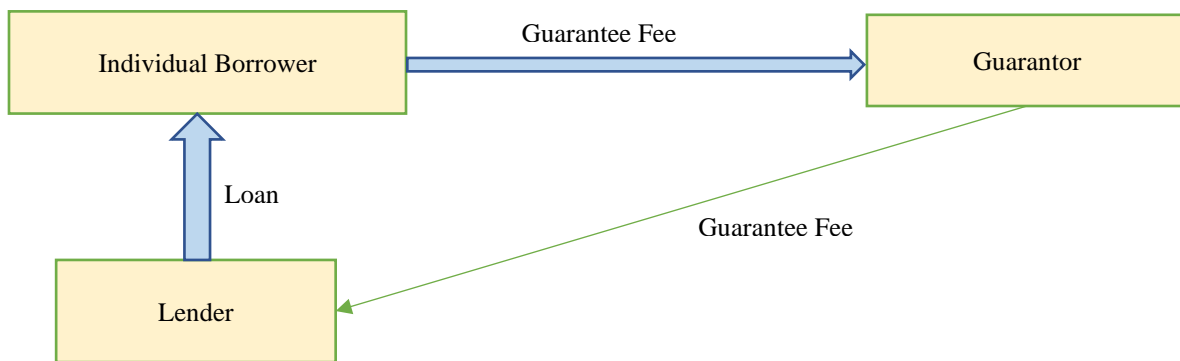 Guarantee Fee
Individual Borrower
Guarantor
Loan
Guarantee Fee
Lender